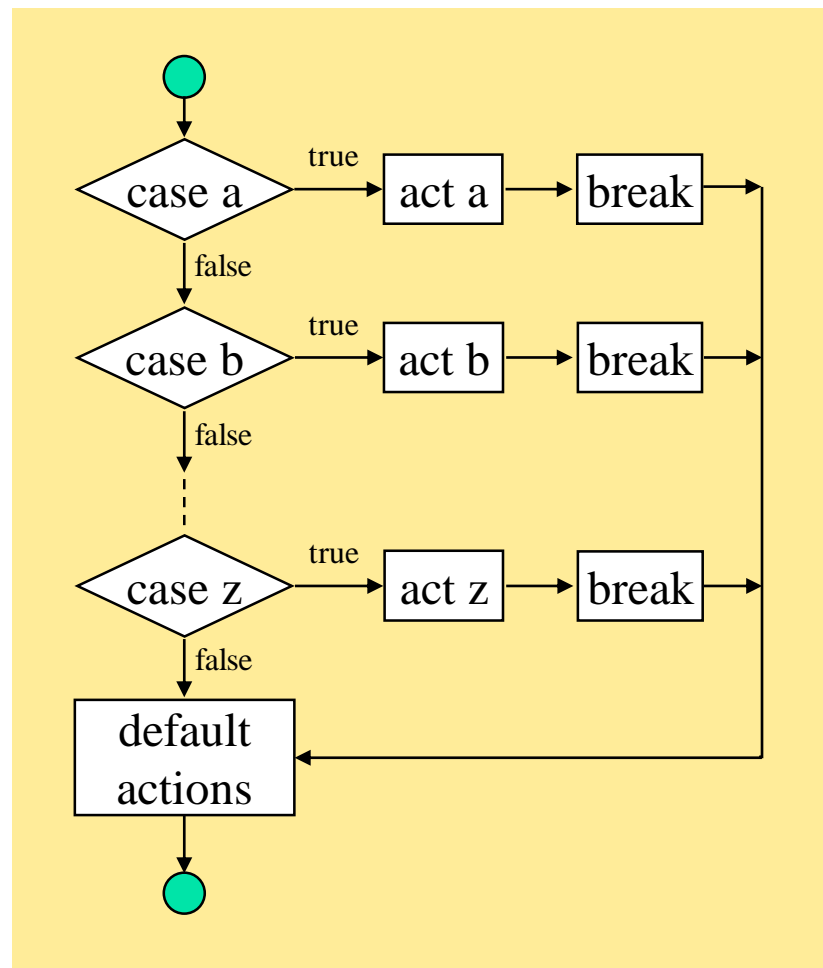 case a
true
act a
break
false
case b
true
act b
break
false
case z
true
act z
break
false
default
actions